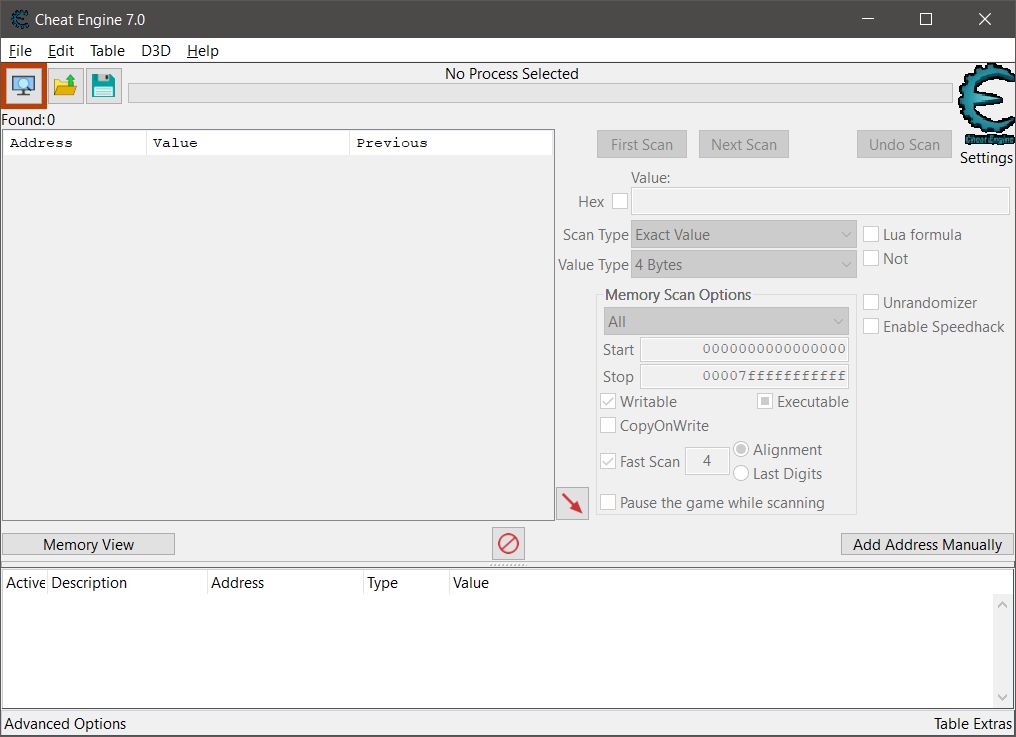 Cheat Engine 7.0
File Edit Table D3D Help
No Process Selected
Found:0
Address Value Previous
First Scan Next Scan Undo Scan
Cheat Engine
Settings
Value:
Hex
Scan Type Exact Value Lua formula
Value Type 4 Bytes Not
Memory Scan Options
All
Unrandomizer
Enable Speedhack
Start 0000000000000000
Stop 00007fffffffffff
Writable Executable
CopyOnWrite
Fast Scan 4 Alignment
Last Digits
Pause the game while scanning
Memory View Add Address Manually
Active Description Address Type Value
Advanced Options Table Extras